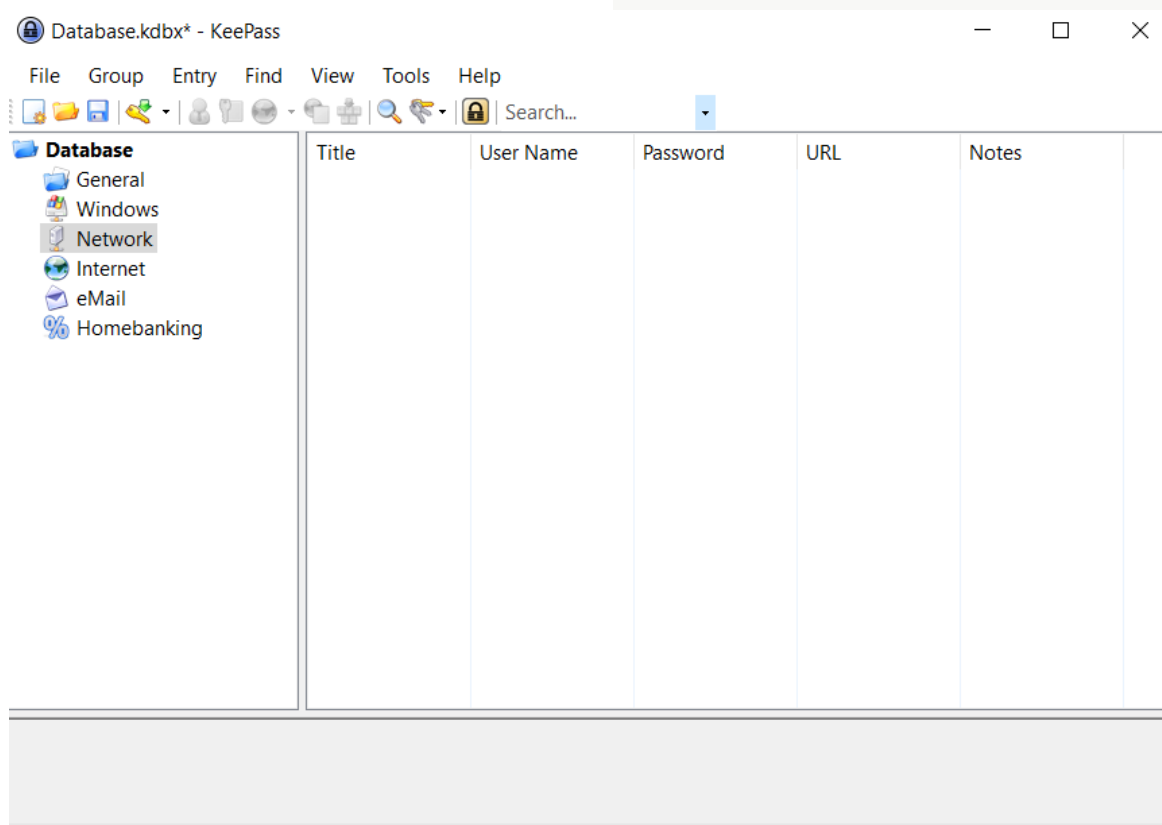 Database.kdbx* - KeePass
File Group Entry Find View Tools Help
Search...
Database
General
Windows
Network
Internet
eMail
Homebanking
Title User Name Password URL Notes